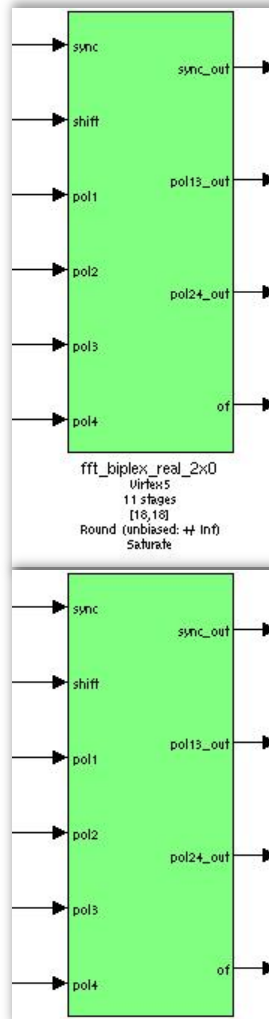 sync
sync_out
shift
pol1
pol13_out
pol2
pol24_out
pol3
of
pol4
fft_biplex_real_2x0
Virtex5
11 stages
[18,18]
Round (unbiased: +/- Inf)
Saturate
sync
sync_out
shift
pol1
pol13_out
pol2
pol24_out
pol3
of
pol4